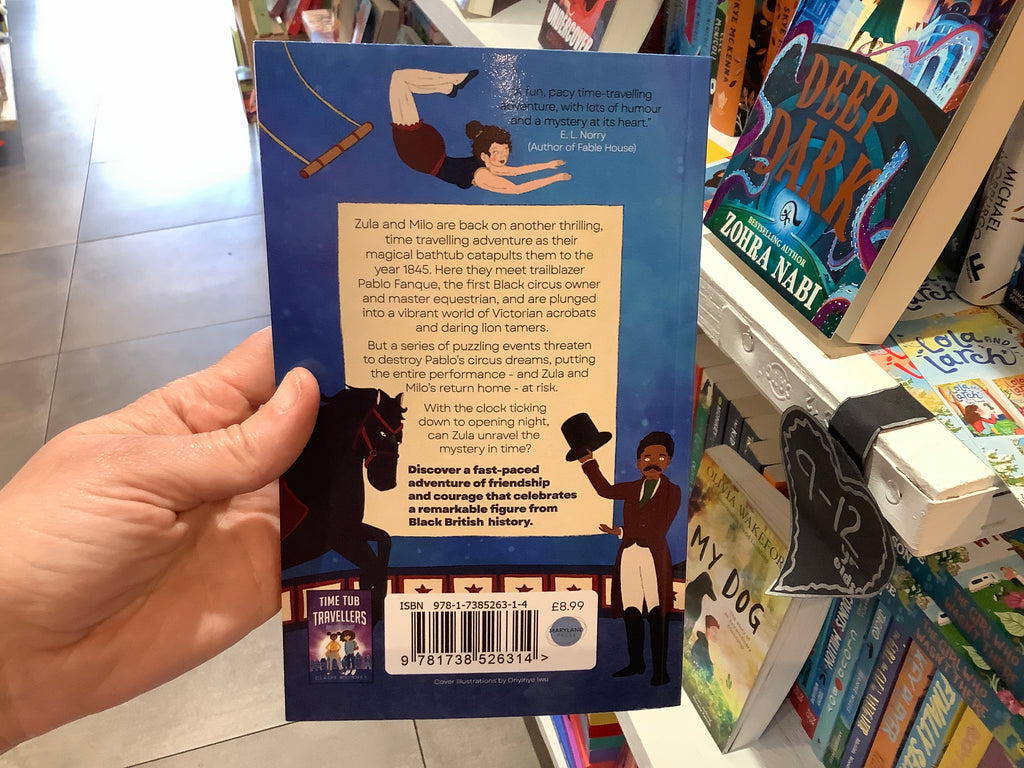 "A fun, pacy time-travelling
adventure, with lots of humour
and a mystery at its heart."
E. L. Norry
(Author of Fable House)
Zula and Milo are back on another thrilling,
time travelling adventure as their
magical bathtub catapults them to the
year 1845. Here they meet trailblazer
Pablo Fanque, the first Black circus owner
and master equestrian, and are plunged
into a vibrant world of Victorian acrobats
and daring lion tamers.
But a series of puzzling events threaten
to destroy Pablo's circus dreams, putting
the entire performance - and Zula and
Milo's return home - at risk.
With the clock ticking
down to opening night,
can Zula unravel the
mystery in time?
Discover a fast-paced
adventure of friendship
and courage that celebrates
a remarkable figure from
Black British history.
TIME TUB
TRAVELLERS
ISBN 978-1-7385263-1-4
£8.99
MARYLAND
PRESS
9 781738 526314 >
Cover illustrations by Onyinye Iwu
UNDERCOVER
SKYE MCKENNA
DEEP
DARK
BESTSELLING AUTHOR
ZOHRA NABI
MICHAEL
Lola and
Larch
9-12
OLIVIA WAKEFORD
MY DOG
FINALLY